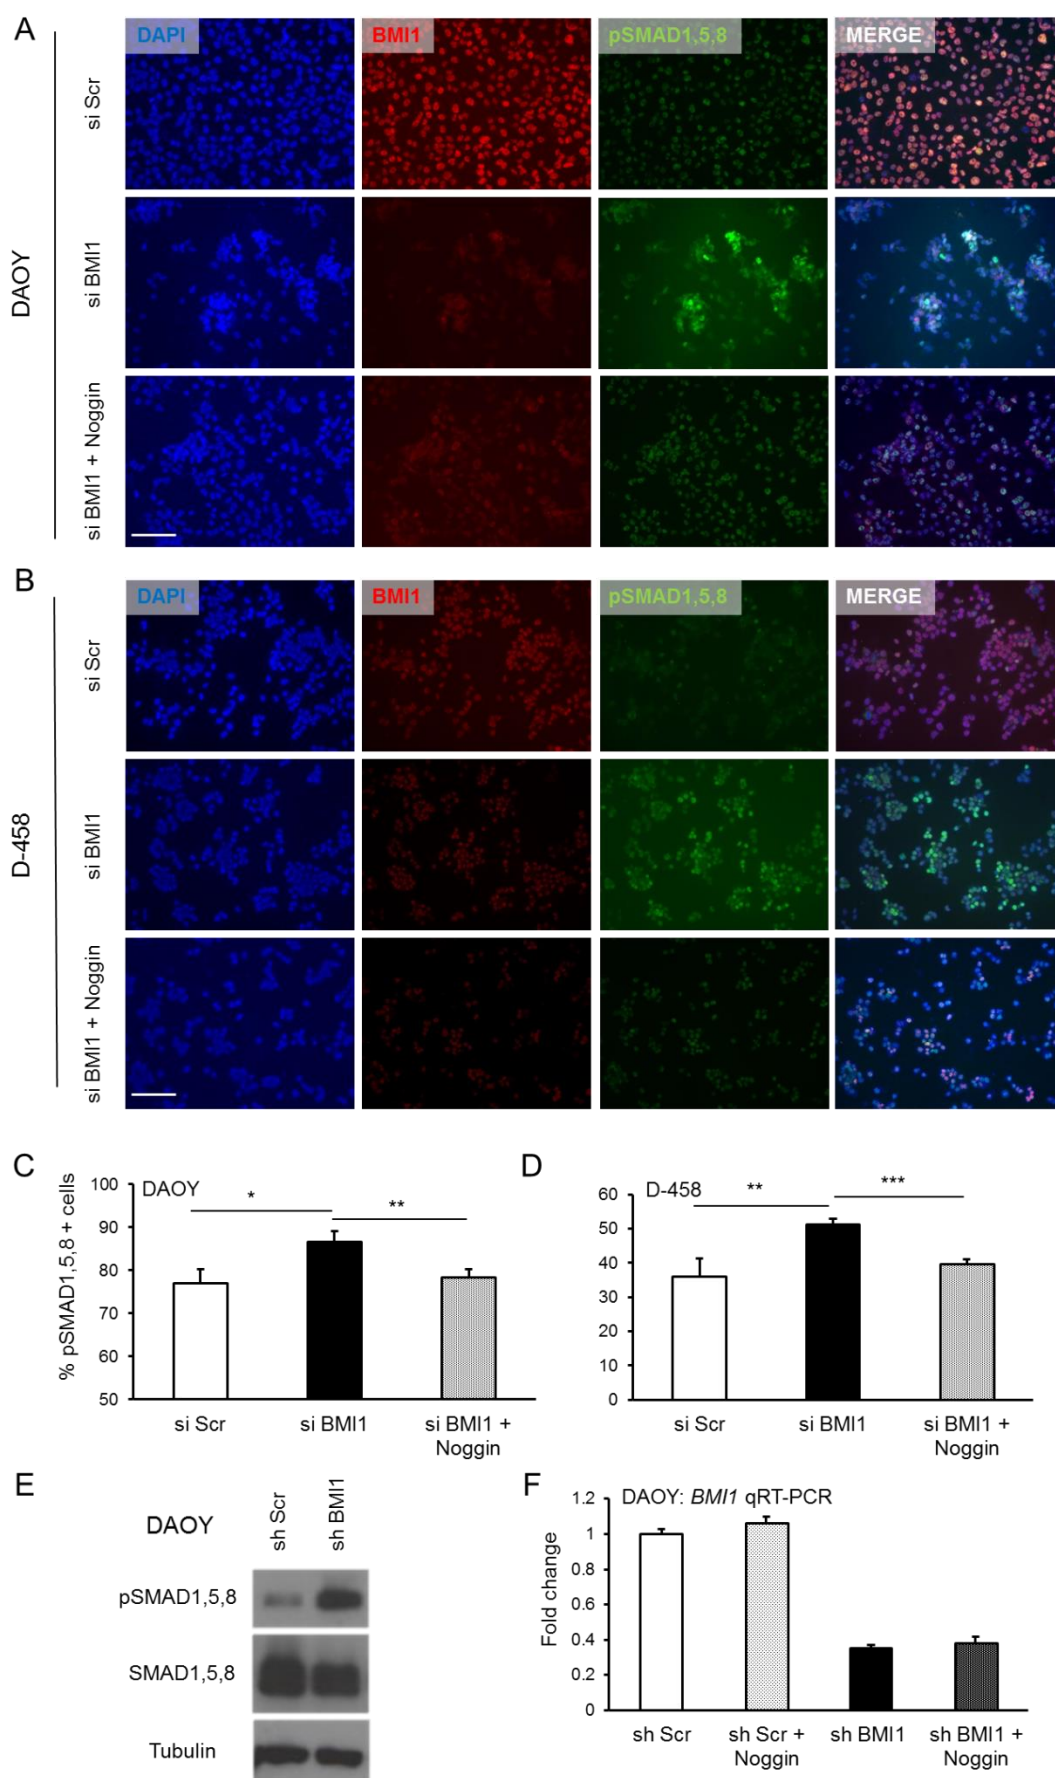 A
DAPI BMI1 pSMAD1,5,8 MERGE
si Scr
DAOY
si BMI1
si BMI1 + Noggin
B
DAPI BMI1 pSMAD1,5,8 MERGE
si Scr
D-458
si BMI1
si BMI1 + Noggin
C
% pSMAD1,5,8 + cells
DAOY
100
90
80
70
60
50
*
**
si Scr si BMI1 si BMI1 +
Noggin
D
D-458
60
50
40
30
20
10
0
**
***
si Scr si BMI1 si BMI1 +
Noggin
E
DAOY
sh Scr
sh BMI1
pSMAD1,5,8
SMAD1,5,8
Tubulin
F
DAOY: BMI1 qRT-PCR
Fold change
1.2
1
0.8
0.6
0.4
0.2
0
sh Scr sh Scr + sh BMI1 sh BMI1 +
Noggin Noggin